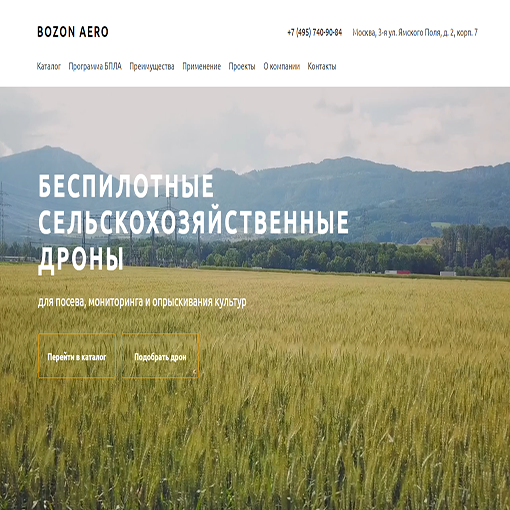 BOZON AERO
+7 (495) 740-90-84 Москва, 3-я ул. Ямского Поля, д. 2, корп. 7
Каталог Программа БПЛА Преимущества Применение Проекты О компании Контакты
БЕСПИЛОТНЫЕ
СЕЛЬСКОХОЗЯЙСТВЕННЫЕ
ДРОНЫ
для посева, мониторинга и опрыскивания культур
Перейти в каталог Подобрать дрон